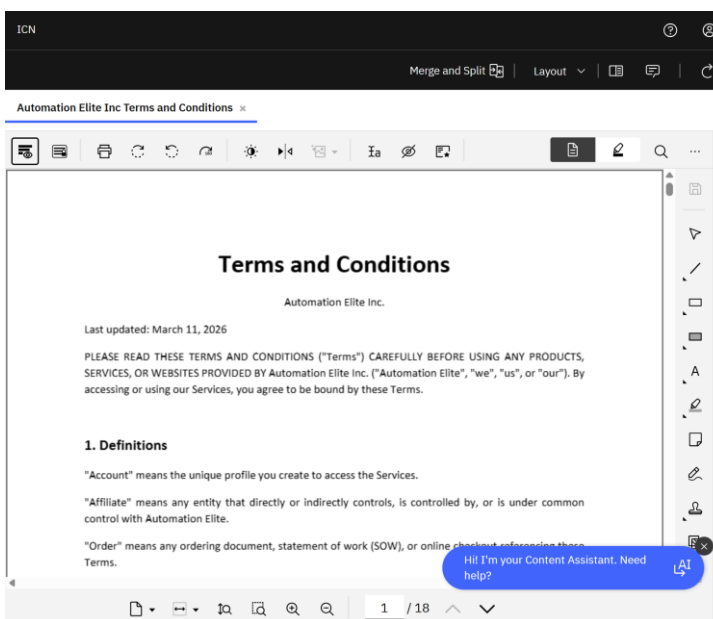 ICN
Merge and Split
Layout
Automation Elite Inc Terms and Conditions ×
Terms and Conditions
Automation Elite Inc.
Last updated: March 11, 2026
PLEASE READ THESE TERMS AND CONDITIONS ("Terms") CAREFULLY BEFORE USING ANY PRODUCTS,
SERVICES, OR WEBSITES PROVIDED BY Automation Elite Inc. ("Automation Elite", "we", "us", or "our"). By
accessing or using our Services, you agree to be bound by these Terms.
1. Definitions
"Account" means the unique profile you create to access the Services.
"Affiliate" means any entity that directly or indirectly controls, is controlled by, or is under common
control with Automation Elite.
"Order" means any ordering document, statement of work (SOW), or online checkout referencing these
Terms.
Hi! I'm your Content Assistant. Need
help?
AI
1 / 18